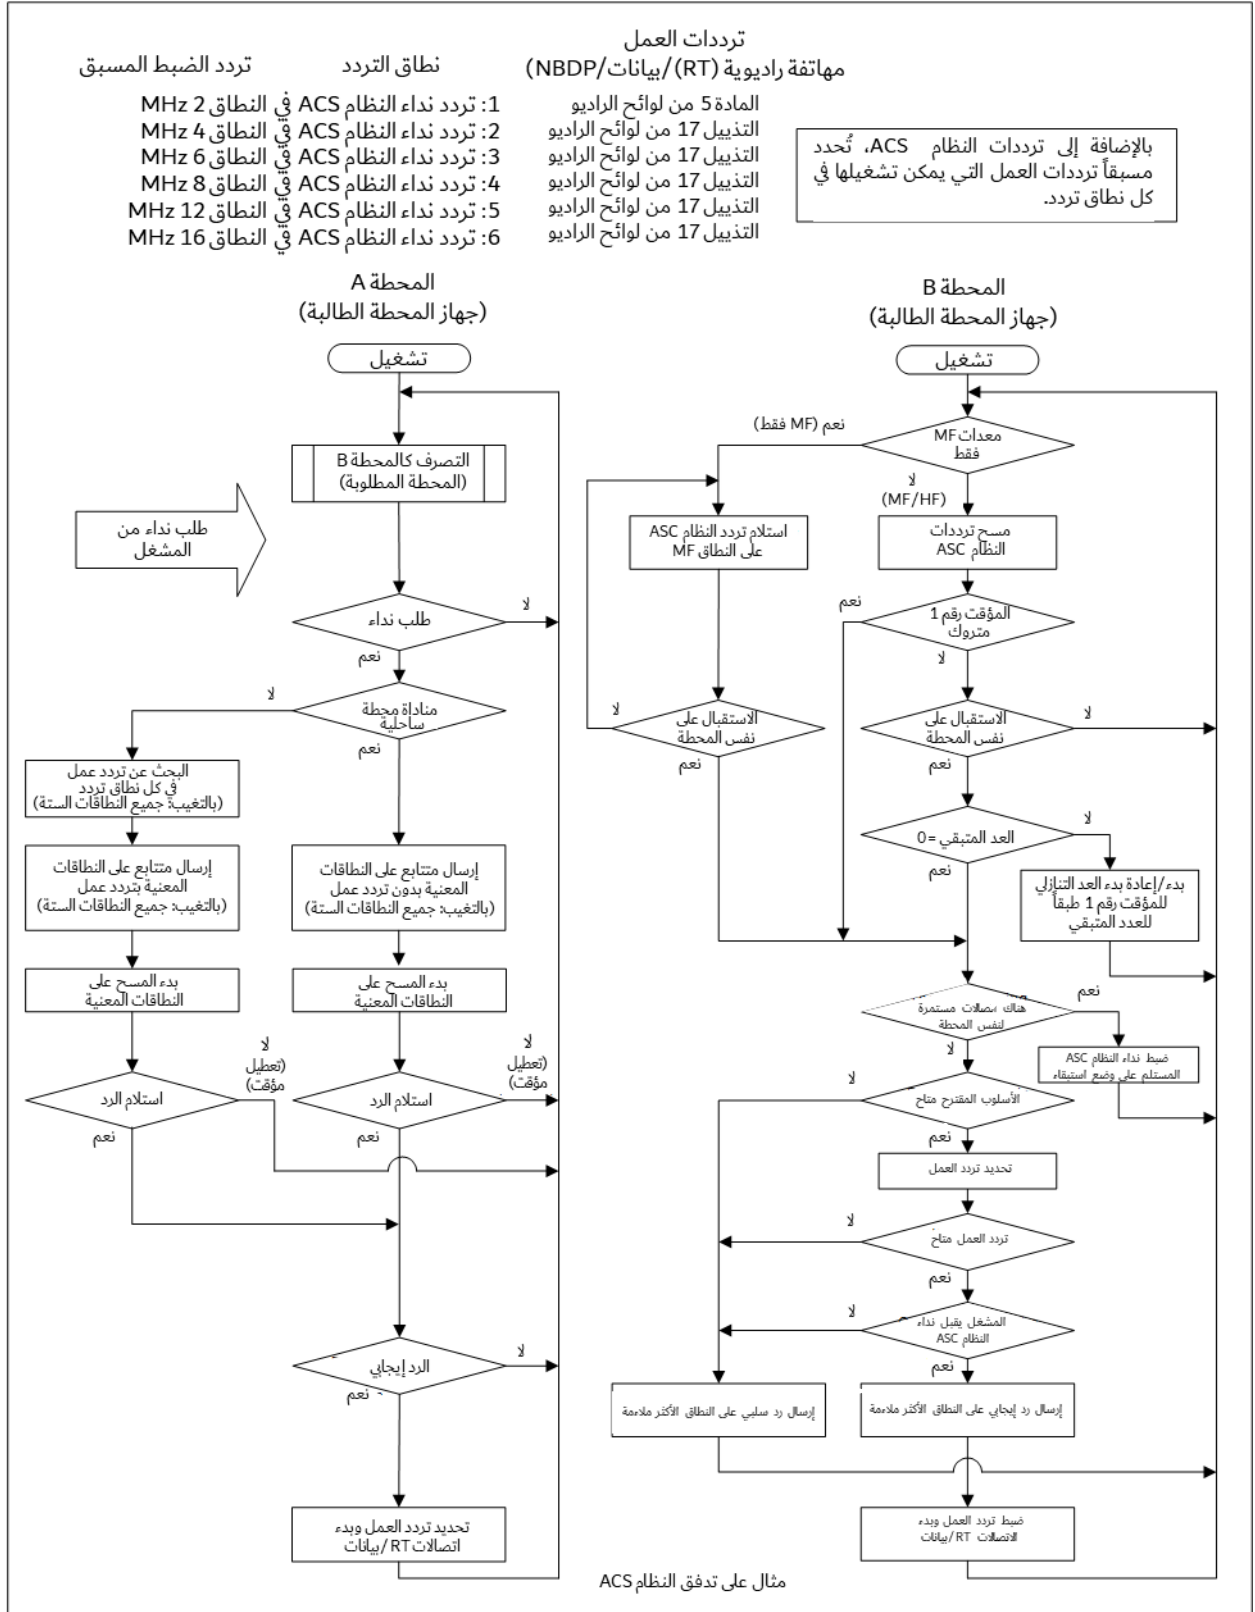 ترددات العمل
مهاتفة راديوية (RT)/بيانات/NBDP)
نطاق التردد
تردد الضبط المسبق
1: تردد نداء النظام ACS في النطاق 2 MHz
2: تردد نداء النظام ACS في النطاق 4 MHz
3: تردد نداء النظام ACS في النطاق 6 MHz
4: تردد نداء النظام ACS في النطاق 8 MHz
5: تردد نداء النظام ACS في النطاق 12 MHz
6: تردد نداء النظام ACS في النطاق 16 MHz
المادة 5 من لوائح الراديو
التذييل 17 من لوائح الراديو
التذييل 17 من لوائح الراديو
التذييل 17 من لوائح الراديو
التذييل 17 من لوائح الراديو
التذييل 17 من لوائح الراديو
بالإضافة إلى ترددات النظام ACS، تُحدد
مسبقاً ترددات العمل التي يمكن تشغيلها في
كل نطاق تردد.
المحطة B
(جهاز المحطة الطالبة)
تشغيل
معدات MF
فقط
نعم (MF فقط)
لا
(MF/HF)
مسح ترددات
النظام ASC
استلام تردد النظام ASC
على النطاق MF
المؤقت رقم 1
متروك
نعم
لا
الاستقبال على
نفس المحطة
لا
نعم
الاستقبال على
نفس المحطة
لا
نعم
العد المتبقي = 0
لا
نعم
بدء/إعادة بدء العد التنازلي
للمؤقت رقم 1 طبقاً
للعدد المتبقي
هناك اتصالات مستمرة
لنفس المحطة
نعم
لا
ضبط نداء النظام ASC
المستلم على وضع استبقاء
الأسلوب المقترح متاح
لا
نعم
تحديد تردد العمل
تردد العمل متاح
لا
نعم
المشغل يقبل نداء
النظام ASC
لا
نعم
إرسال رد إيجابي على النطاق الأكثر ملاءمة
إرسال رد سلبي على النطاق الأكثر ملاءمة
ضبط تردد العمل وبدء
الاتصالات RT/بيانات
المحطة A
(جهاز المحطة الطالبة)
تشغيل
التصرف كالمحطة B
(المحطة المطلوبة)
طلب نداء من
المشغل
طلب نداء
لا
نعم
مناداة محطة
ساحلية
لا
نعم
البحث عن تردد عمل
في كل نطاق تردد
(بالتغيب: جميع النطاقات الستة)
إرسال متتابع على النطاقات
المعنية بدون تردد عمل
(بالتغيب: جميع النطاقات الستة)
إرسال متتابع على النطاقات
المعنية بتردد عمل
(بالتغيب: جميع النطاقات الستة)
بدء المسح على
النطاقات المعنية
بدء المسح على
النطاقات المعنية
لا
(تعطيل
مؤقت)
استلام الرد
نعم
لا
(تعطيل
مؤقت)
استلام الرد
نعم
الرد إيجابي
لا
نعم
تحديد تردد العمل وبدء
اتصالات RT/بيانات
مثال على تدفق النظام ACS